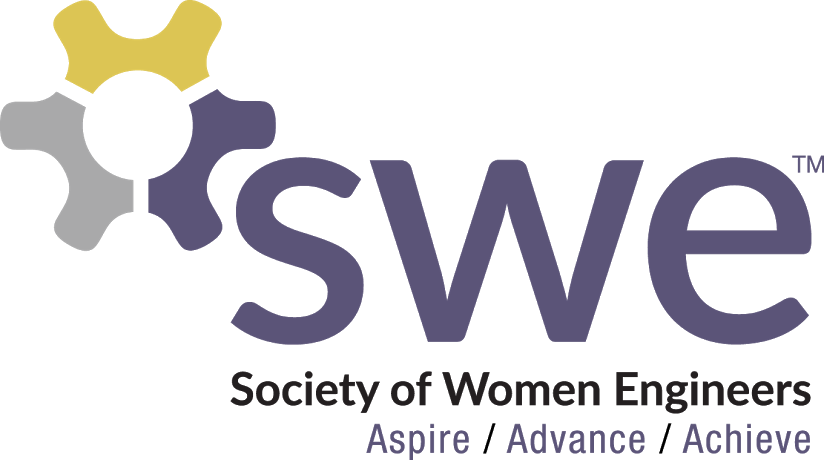 swe™
Society of Women Engineers
Aspire / Advance / Achieve